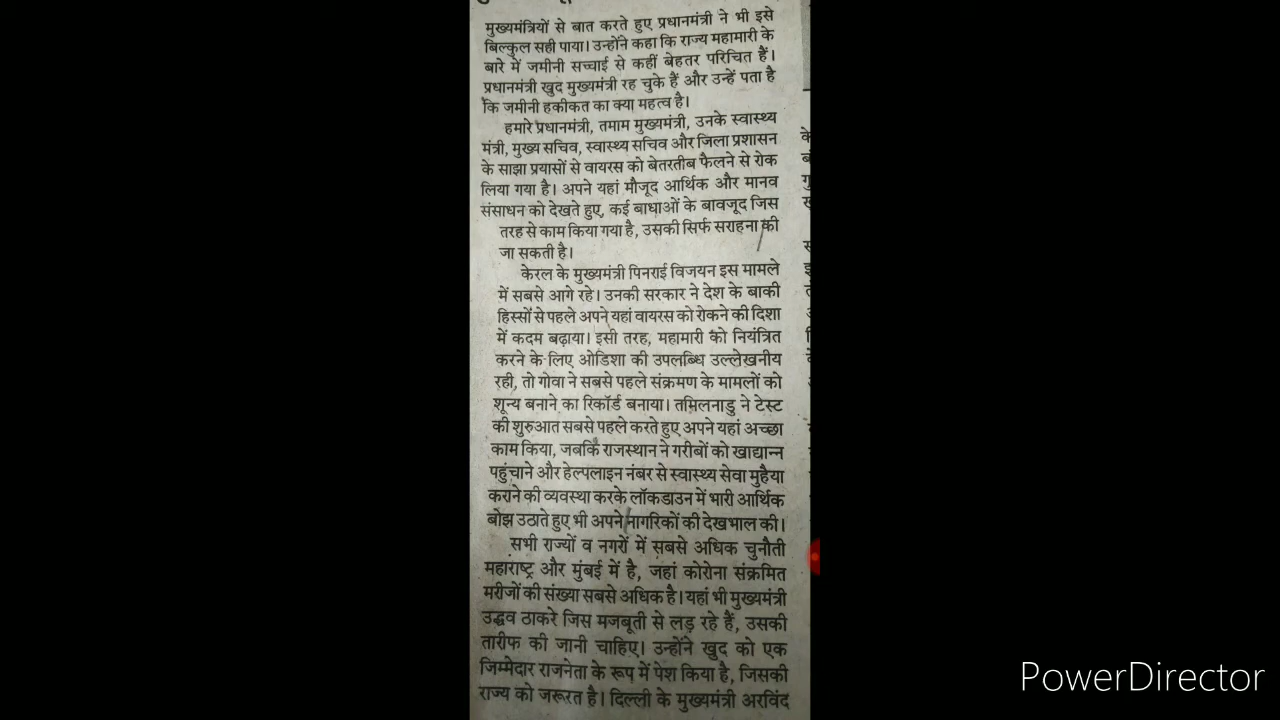 मुख्यमंत्रियों से बात करते हुए प्रधानमंत्री ने भी इसे
बिल्कुल सही पाया। उन्होंने कहा कि राज्य महामारी के
बारे में जमीनी सच्चाई से कहीं बेहतर परिचित हैं।
प्रधानमंत्री खुद मुख्यमंत्री रह चुके हैं और उन्हें पता है
कि जमीनी हकीकत का क्या महत्व है।
हमारे प्रधानमंत्री, तमाम मुख्यमंत्री, उनके स्वास्थ्य
मंत्री, मुख्य सचिव, स्वास्थ्य सचिव और जिला प्रशासन
के साझा प्रयासों से वायरस को बेतरतीब फैलने से रोक
लिया गया है। अपने यहां मौजूद आर्थिक और मानव
संसाधन को देखते हुए, कई बाधाओं के बावजूद जिस
तरह से काम किया गया है, उसकी सिर्फ सराहना की
जा सकती है।
केरल के मुख्यमंत्री पिनराई विजयन इस मामले
में सबसे आगे रहे। उनकी सरकार ने देश के बाकी
हिस्सों से पहले अपने यहां वायरस को रोकने की दिशा
में कदम बढ़ाया। इसी तरह, महामारी को नियंत्रित
करने के लिए ओडिशा की उपलब्धि उल्लेखनीय
रही, तो गोवा ने सबसे पहले संक्रमण के मामलों को
शून्य बनाने का रिकॉर्ड बनाया। तमिलनाडु ने टेस्ट
की शुरुआत सबसे पहले करते हुए अपने यहां अच्छा
काम किया, जबकि राजस्थान ने गरीबों को खाद्यान्न
पहुंचाने और हेल्पलाइन नंबर से स्वास्थ्य सेवा मुहैया
कराने की व्यवस्था करके लॉकडाउन में भारी आर्थिक
बोझ उठाते हुए भी अपने नागरिकों की देखभाल की।
सभी राज्यों व नगरों में सबसे अधिक चुनौती
महाराष्ट्र और मुंबई में है, जहां कोरोना संक्रमित
मरीजों की संख्या सबसे अधिक है। यहां भी मुख्यमंत्री
उद्धव ठाकरे जिस मजबूती से लड़ रहे हैं, उसकी
तारीफ की जानी चाहिए। उन्होंने खुद को एक
जिम्मेदार राजनेता के रूप में पेश किया है, जिसकी
राज्य को जरूरत है। दिल्ली के मुख्यमंत्री अरविंद
PowerDirector